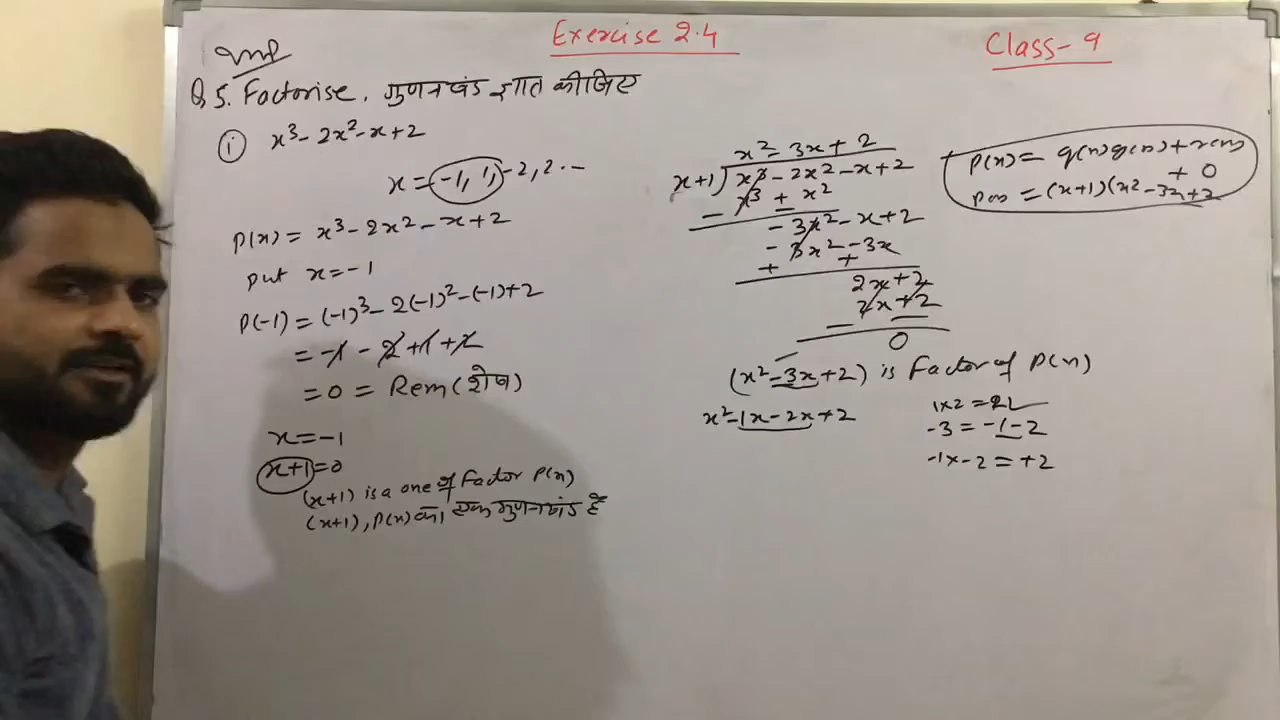 Exercise 2.4
Class-9
Imp
Q 5. Factorise, गुणनखंड ज्ञात कीजिए
(i) x³ - 2x² - x + 2
x = -1, 1, -2, 2 --
P(x) = x³ - 2x² - x + 2
put x = -1
P(-1) = (-1)³ - 2(-1)² - (-1) + 2
= -1 - 2 + 1 + 2
= 0 = Rem (शेष)
x = -1
x+1 = 0
(x+1) is a one of Factor P(x)
(x+1), P(x) का एक गुणनखंड है
x² - 3x + 2
x+1) x³ - 2x² - x + 2
x³ + x²
-
- 3x² - x + 2
- 3x² - 3x
+ +
2x + 2
2x + 2
- -
0
(x² - 3x + 2) is Factor of P(x)
x² - 1x - 2x + 2
P(x) = g(x) q(x) + r(x)
+ 0
= (x+1)(x² - 3x + 2
1x2 =
-3 = -1 - 2
-1x-2 = +2